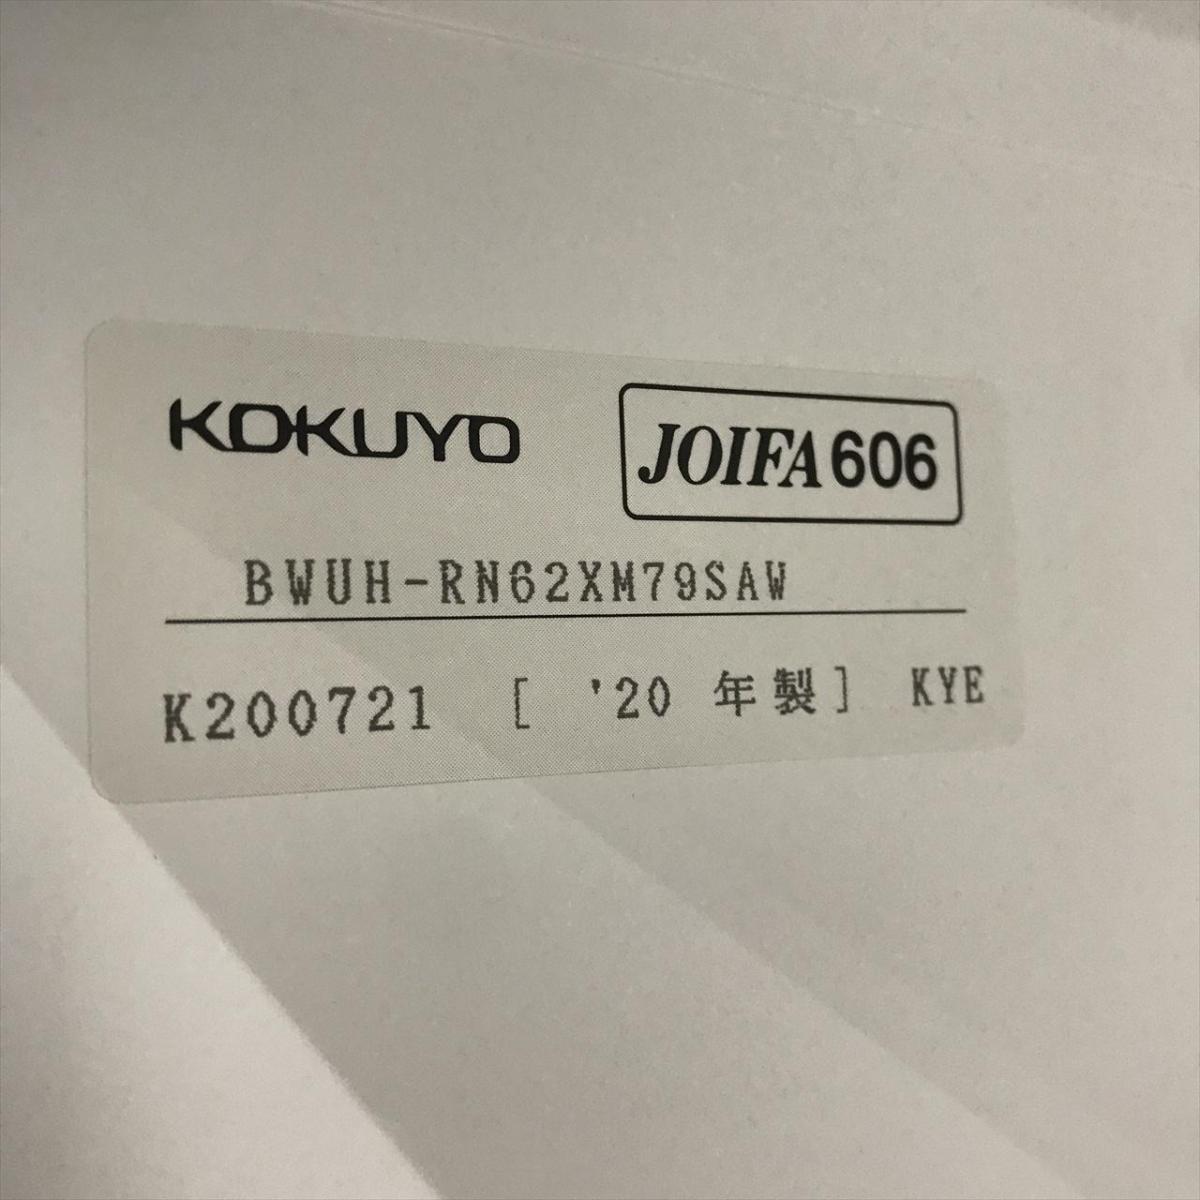 KOKUYO JOIFA606
BWUH-RN62XM79SAW
K200721 [ '20 年製] KYE